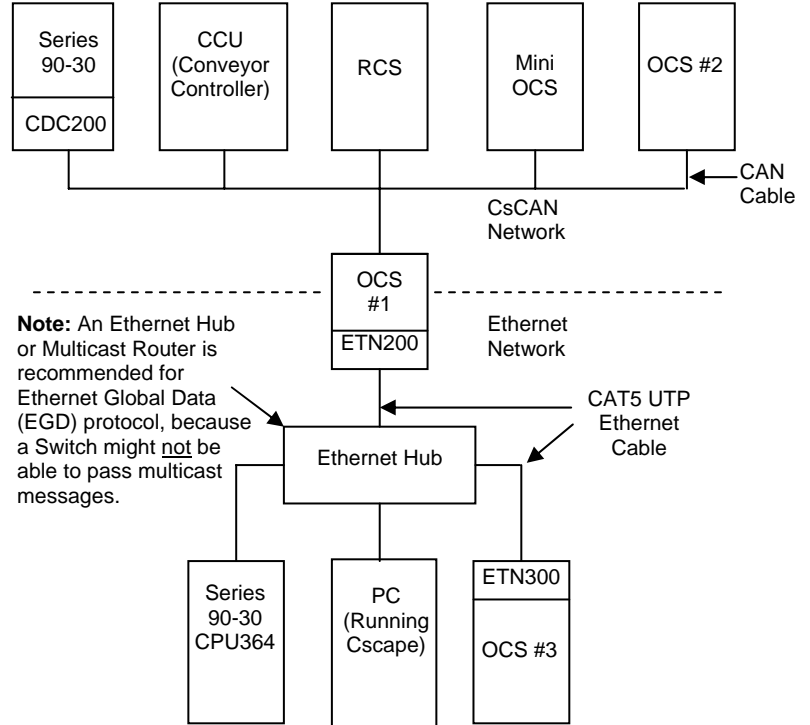 Series
90-30
CDC200
CCU
(Conveyor
Controller)
RCS
Mini
OCS
OCS #2
CAN
Cable
CsCAN
Network
OCS
#1
ETN200
Ethernet
Network
Note: An Ethernet Hub
or Multicast Router is
recommended for
Ethernet Global Data
(EGD) protocol, because
a Switch might not be
able to pass multicast
messages.
CAT5 UTP
Ethernet
Cable
Ethernet Hub
Series
90-30
CPU364
PC
(Running
Cscape)
ETN300
OCS #3